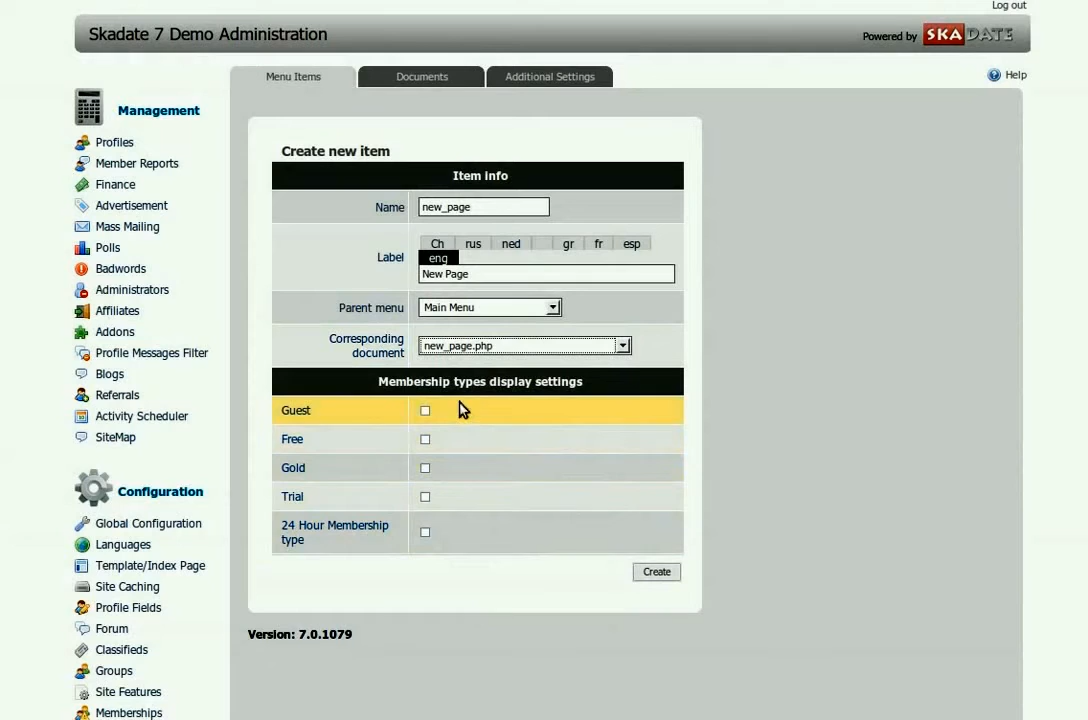 Log out
Skadate 7 Demo Administration
Powered by SKADATE
Menu Items
Documents
Additional Settings
Help
Management
Profiles
Member Reports
Finance
Advertisement
Mass Mailing
Polls
Badwords
Administrators
Affiliates
Addons
Profile Messages Filter
Blogs
Referrals
Activity Scheduler
SiteMap
Configuration
Global Configuration
Languages
Template/Index Page
Site Caching
Profile Fields
Forum
Classifieds
Groups
Site Features
Memberships
Create new item
Item info
Name new_page
Label
Ch rus ned gr fr esp
eng
New Page
Parent menu Main Menu
Corresponding
document
new_page.php
Membership types display settings
Guest
Free
Gold
Trial
24 Hour Membership
type
Create
Version: 7.0.1079